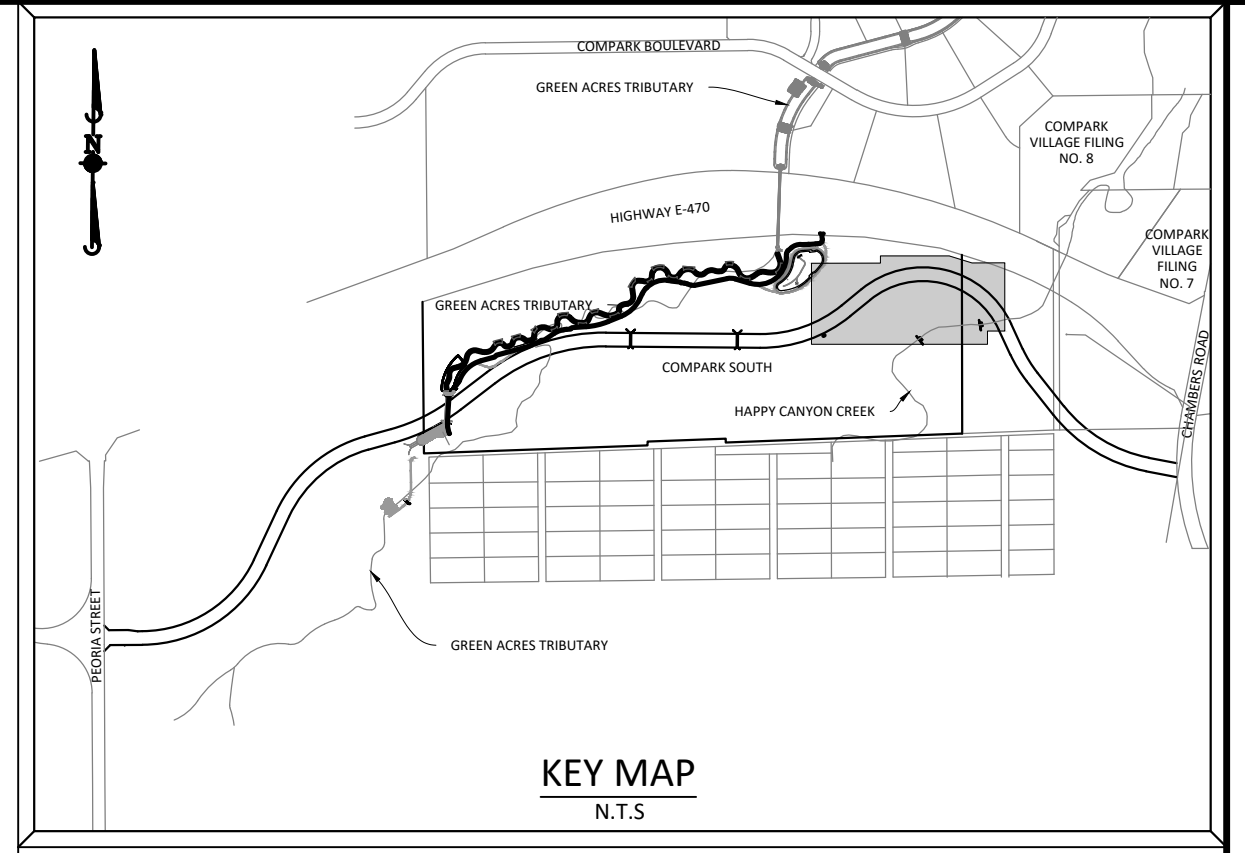 COMPARK BOULEVARD
GREEN ACRES TRIBUTARY
COMPARK
VILLAGE FILING
NO. 8
N
HIGHWAY E-470
COMPARK
VILLAGE
FILING
NO. 7
GREEN ACRES TRIBUTARY
COMPARK SOUTH
CHAMBERS ROAD
HAPPY CANYON CREEK
PEORIA STREET
GREEN ACRES TRIBUTARY
KEY MAP
N.T.S